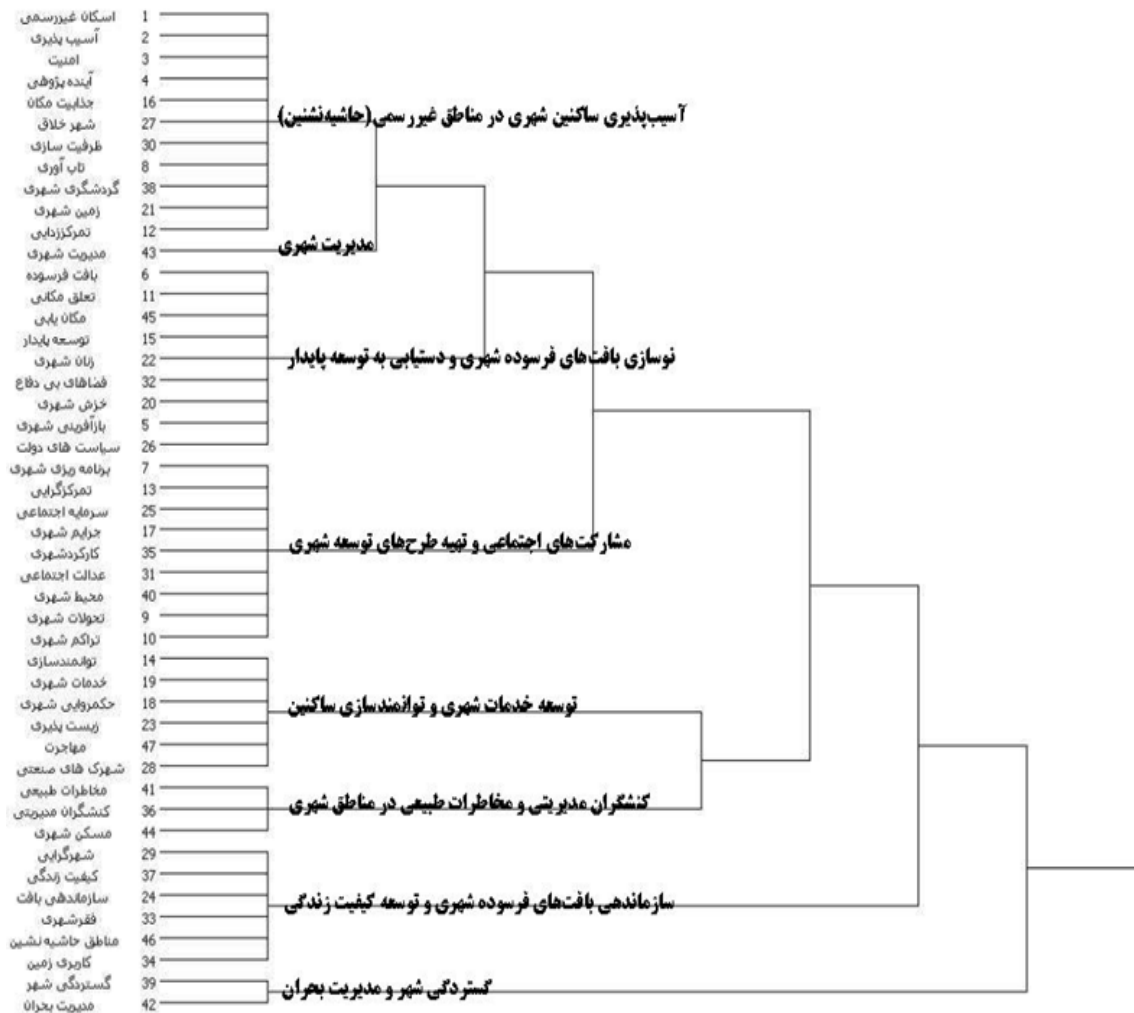 اسکان غیررسمی 1
آسیب پذیری 2
امنیت 3
آینده پژوهی 4
جذابیت مکان 16
شهر خلاق 27
ظرفیت سازی 30
تاب آوری 8
گردشگری شهری 38
زمین شهری 21
تمرکززدایی 12
آسیب‌پذیری ساکنین شهری در مناطق غیررسمی(حاشیه‌نشنین)
مدیریت شهری 43
مدیریت شهری
بافت فرسوده 6
تعلق مکانی 11
مکان یابی 45
توسعه پایدار 15
زنان شهری 22
فضاهای بی دفاع 32
خزش شهری 20
بازآفرینی شهری 5
سیاست های دولت 26
نوسازی بافت‌های فرسوده شهری و دستیابی به توسعه پایدار
برنامه ریزی شهری 7
تمرکزگرایی 13
سرمایه اجتماعی 25
جرایم شهری 17
کارکردشهری 35
عدالت اجتماعی 31
محیط شهری 40
تحولات شهری 9
تراکم شهری 10
مشارکت‌های اجتماعی و تهیه طرح‌های توسعه شهری
توانمندسازی 14
خدمات شهری 19
حکمروایی شهری 18
زیست پذیری 23
مهاجرت 47
شهرک های صنعتی 28
توسعه خدمات شهری و توانمندسازی ساکنین
مخاطرات طبیعی 41
کنشگران مدیریتی 36
مسکن شهری 44
کنشگران مدیریتی و مخاطرات طبیعی در مناطق شهری
شهرگرایی 29
کیفیت زندگی 37
سازماندهی بافت 24
فقرشهری 33
مناطق حاشیه نشین 46
کاربری زمین 34
سازماندهی بافت‌های فرسوده شهری و توسعه کیفیت زندگی
گستردگی شهر 39
مدیریت بحران 42
گستردگی شهر و مدیریت بحران